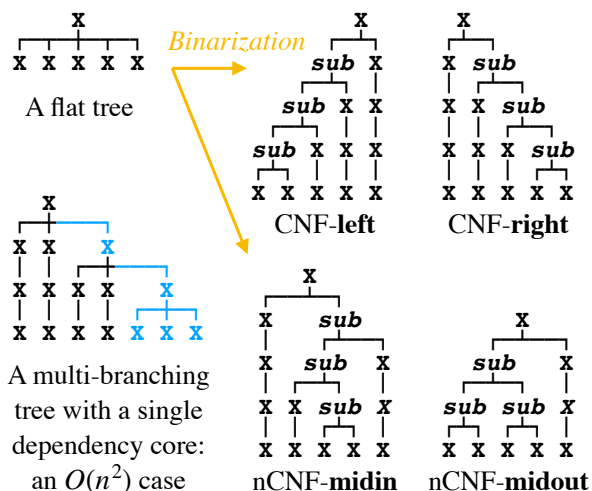 X
X X X X X
A flat tree
Binarization
X
sub X
sub X X
sub X X X
X X X X X
CNF-left
X
X sub
X X sub
X X X sub
X X X X X
CNF-right
X
X X X
X X X X X
X X X X X X X
A multi-branching
tree with a single
dependency core:
an O(n²) case
X
X sub
sub X
X X sub X
X X X X X
nCNF-midin
X
sub X
sub sub X
X X X X X
nCNF-midout